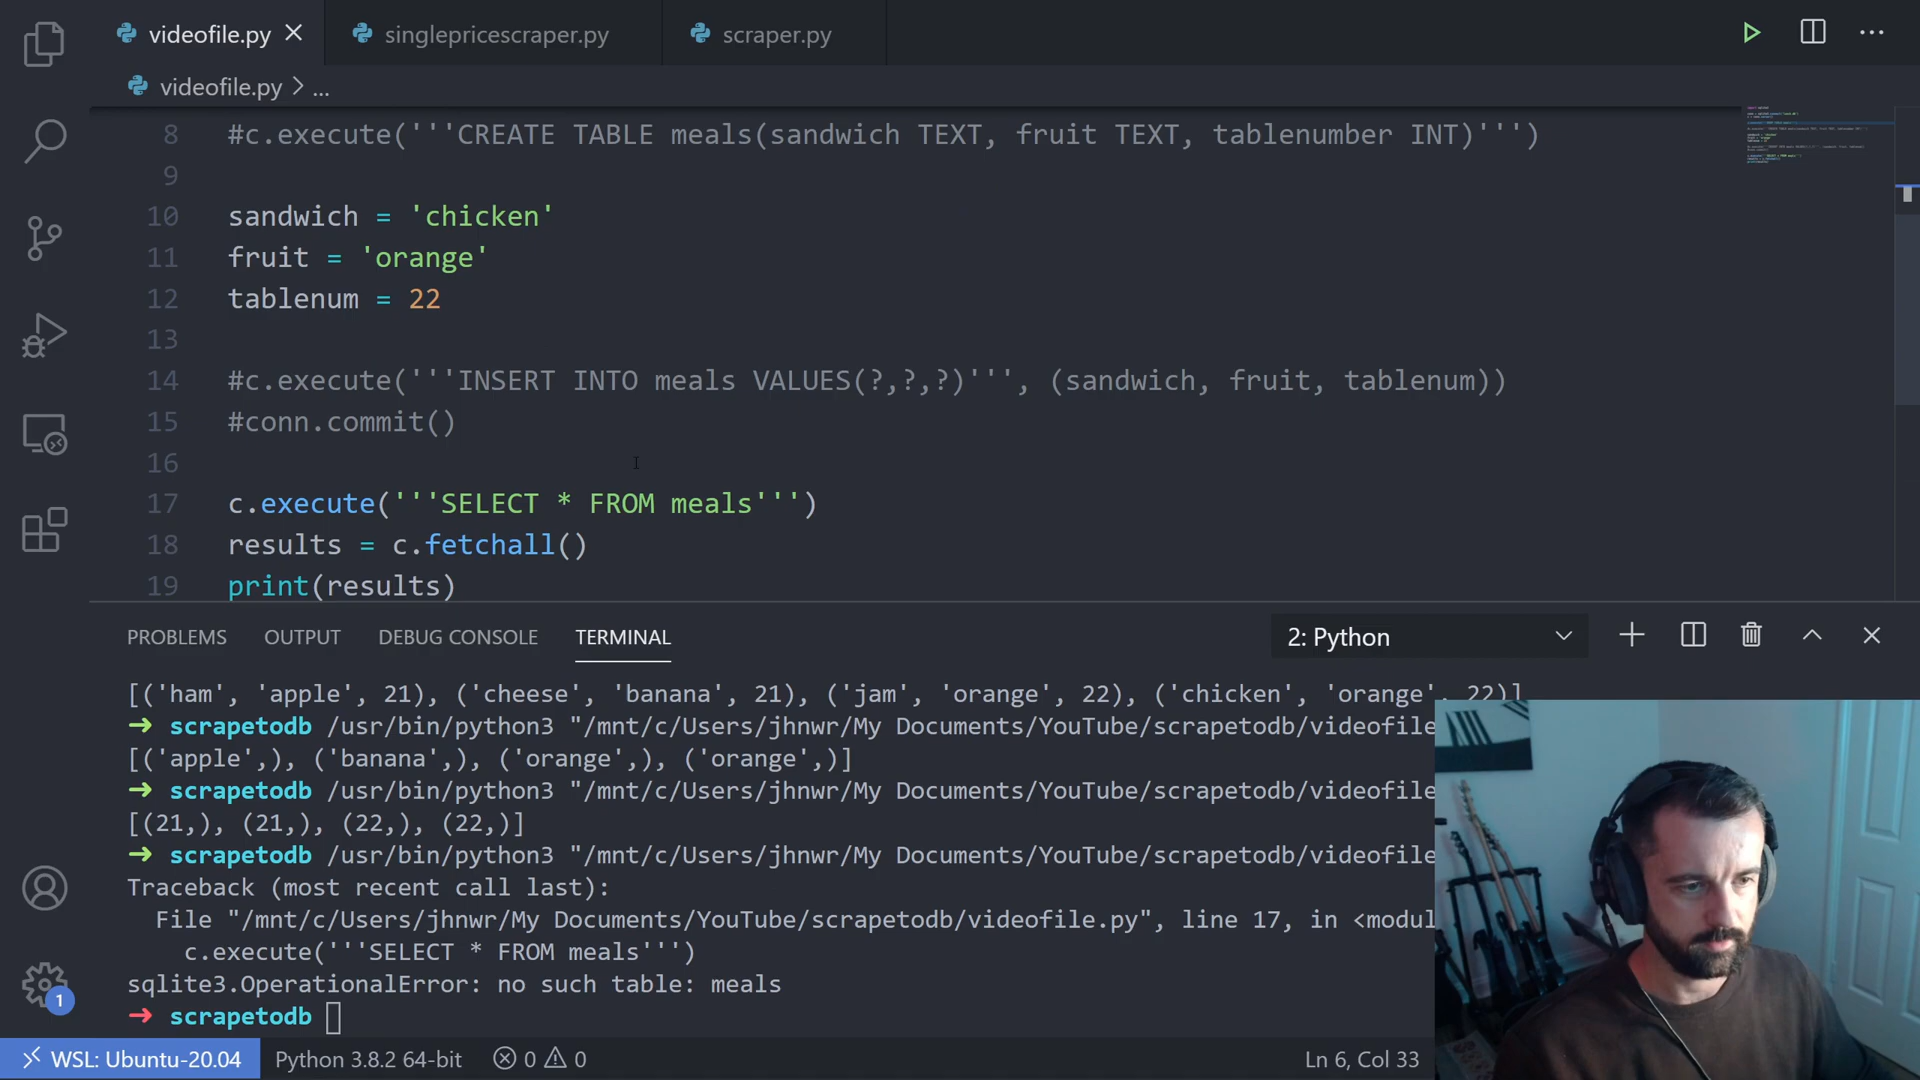 videofile.py
singlepricescraper.py
scraper.py
videofile.py > ...
8 #c.execute('''CREATE TABLE meals(sandwich TEXT, fruit TEXT, tablenumber INT)''')
9
10 sandwich = 'chicken'
11 fruit = 'orange'
12 tablenum = 22
13
14 #c.execute('''INSERT INTO meals VALUES(?,?,?)''', (sandwich, fruit, tablenum))
15 #conn.commit()
16
17 c.execute('''SELECT * FROM meals''')
18 results = c.fetchall()
19 print(results)
PROBLEMS OUTPUT DEBUG CONSOLE TERMINAL 2: Python
[('ham', 'apple', 21), ('cheese', 'banana', 21), ('jam', 'orange', 22), ('chicken', 'orange', 22)]
→ scrapetodb /usr/bin/python3 "/mnt/c/Users/jhnwr/My Documents/YouTube/scrapetodb/videofile
[('apple',), ('banana',), ('orange',), ('orange',)]
→ scrapetodb /usr/bin/python3 "/mnt/c/Users/jhnwr/My Documents/YouTube/scrapetodb/videofile
[(21,), (21,), (22,), (22,)]
→ scrapetodb /usr/bin/python3 "/mnt/c/Users/jhnwr/My Documents/YouTube/scrapetodb/videofile
Traceback (most recent call last):
File "/mnt/c/Users/jhnwr/My Documents/YouTube/scrapetodb/videofile.py", line 17, in <modul
c.execute('''SELECT * FROM meals''')
sqlite3.OperationalError: no such table: meals
→ scrapetodb
1
WSL: Ubuntu-20.04 Python 3.8.2 64-bit 0 0 Ln 6, Col 33